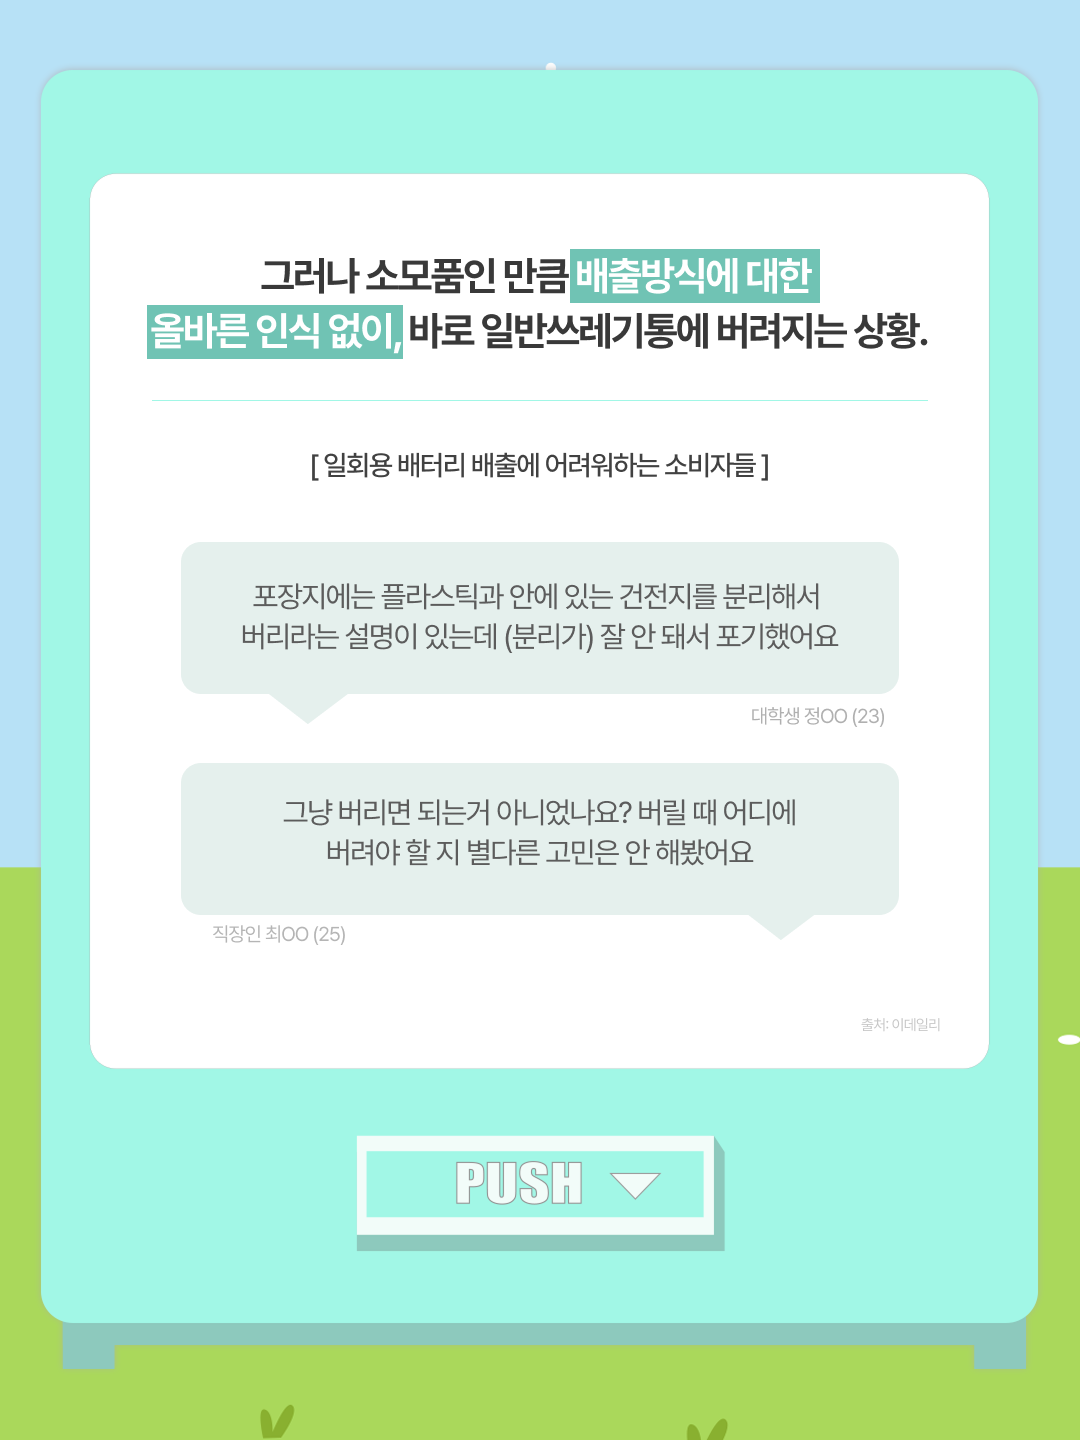 그러나 소모품인 만큼 배출방식에 대한
올바른 인식 없이, 바로 일반쓰레기통에 버려지는 상황.
[ 일회용 배터리 배출에 어려워하는 소비자들 ]
포장지에는 플라스틱과 안에 있는 건전지를 분리해서
버리라는 설명이 있는데 (분리가) 잘 안 돼서 포기했어요
대학생 정OO (23)
그냥 버리면 되는거 아니었나요? 버릴 때 어디에
버려야 할 지 별다른 고민은 안 해봤어요
직장인 최OO (25)
출처: 이데일리
PUSH